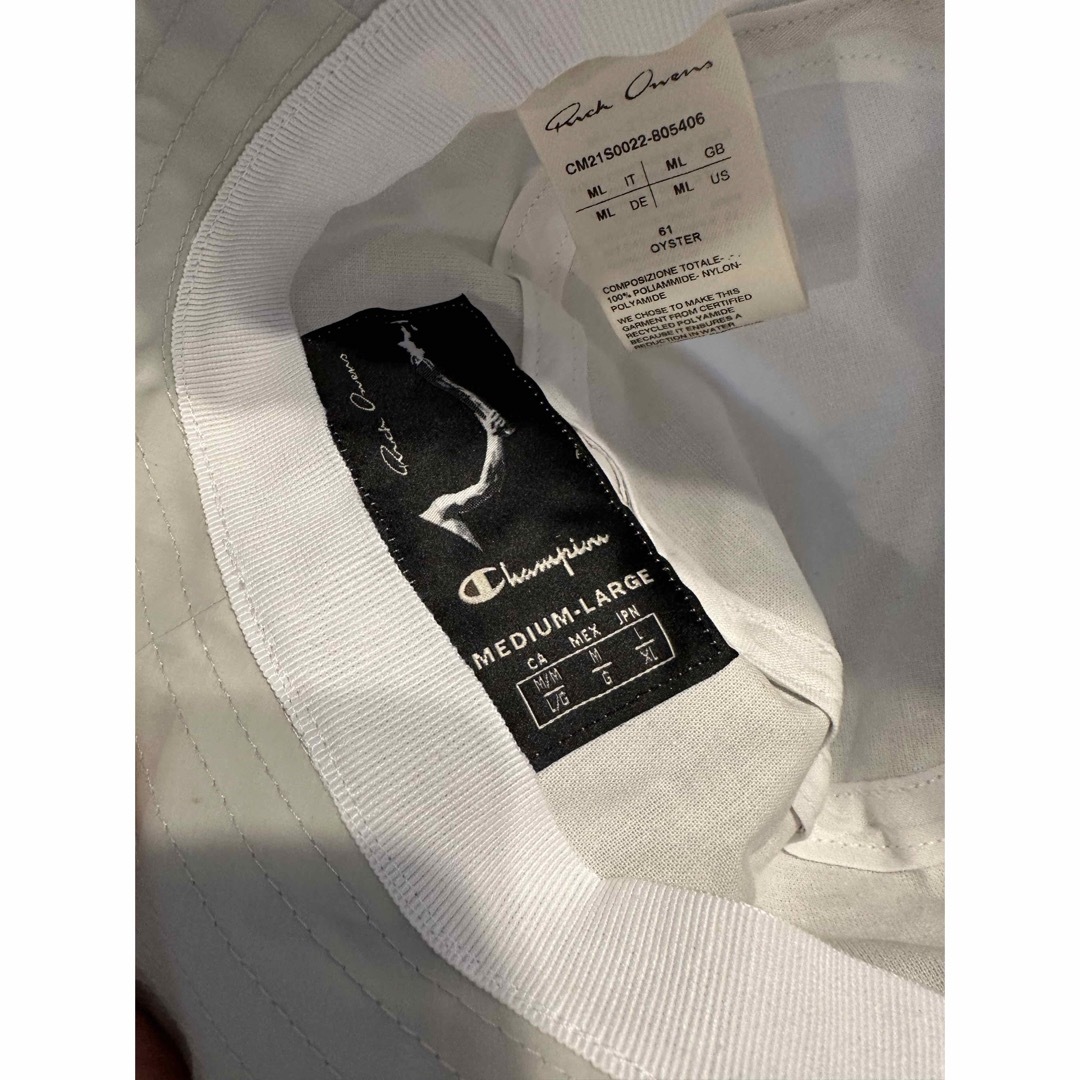 Rick Owens
CM21S0022-805406
ML IT ML GB
ML DE ML US
61
OYSTER
COMPOSIZIONE TOTALE-
100% POLIAMMIDE- NYLON-
POLYAMIDE
WE CHOSE TO MAKE THIS
GARMENT FROM CERTIFIED
RECYCLED POLYAMIDE
BECAUSE IT ENSURES A
REDUCTION IN WATER
Rick Owens
Champion
MEDIUM-LARGE
CA MEX JPN
M/M M L
L/G G XL